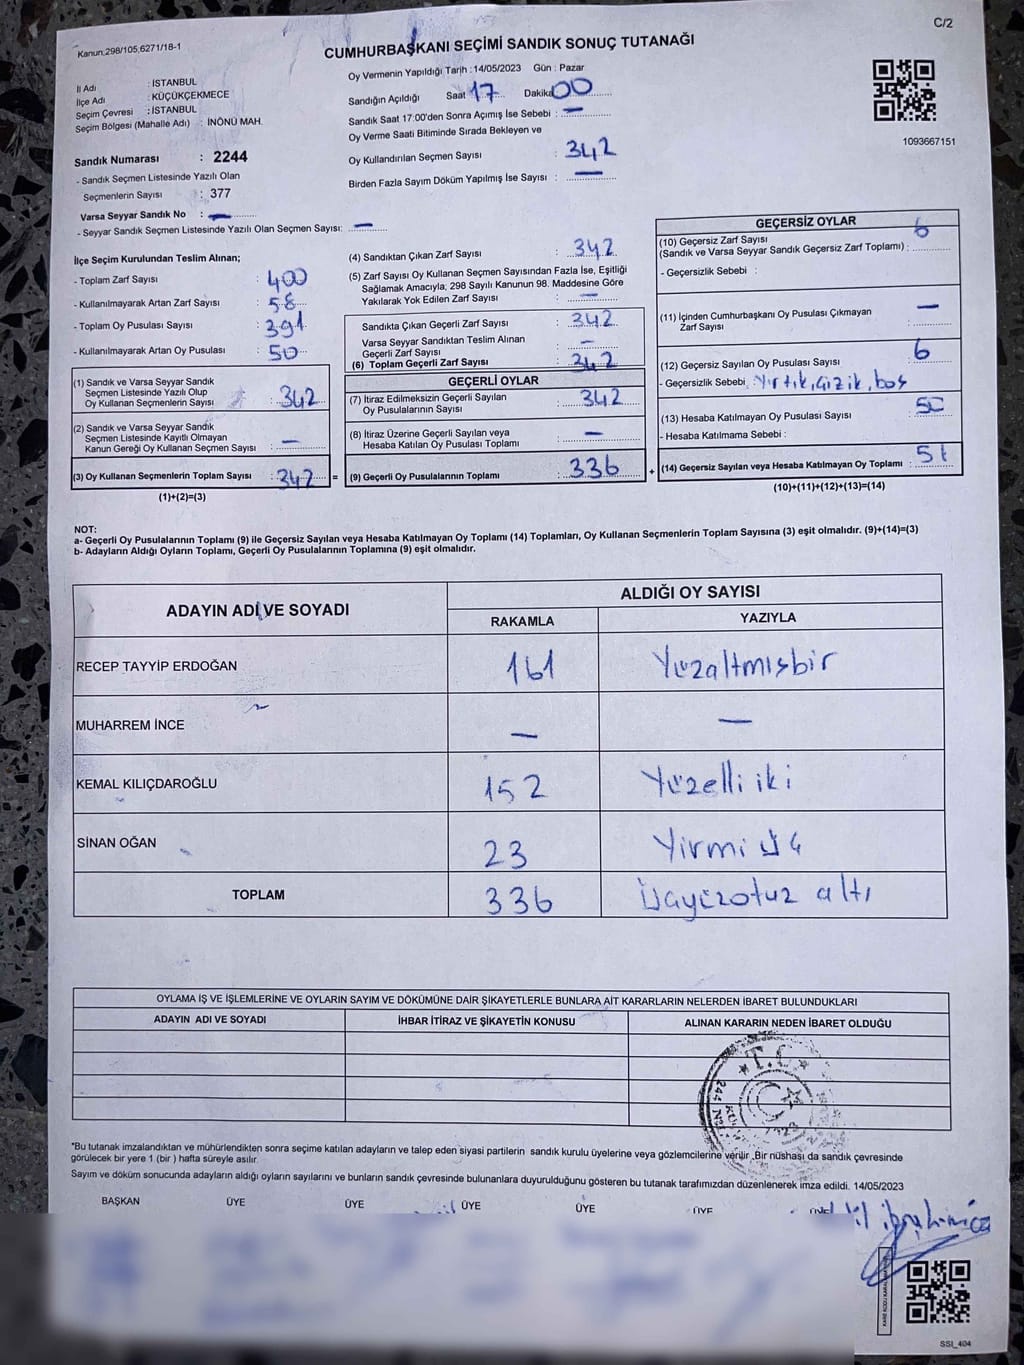 C/2
Kanun,298/105,6271/18-1
CUMHURBAŞKANI SEÇİMİ SANDIK SONUÇ TUTANAĞI
İl Adı : İSTANBUL
İlçe Adı : KÜÇÜKÇEKMECE
Seçim Çevresi : İSTANBUL
Seçim Bölgesi (Mahalle Adı) : İNÖNÜ MAH.
Sandık Numarası : 2244
- Sandık Seçmen Listesinde Yazılı Olan
Seçmenlerin Sayısı : 377
Varsa Seyyar Sandık No : —
- Seyyar Sandık Seçmen Listesinde Yazılı Olan Seçmen Sayısı: —
Oy Vermenin Yapıldığı Tarih :14/05/2023 Gün : Pazar
Sandığın Açıldığı Saat 17 Dakika 00
Sandık Saat 17:00'den Sonra Açımış İse Sebebi : —
Oy Verme Saati Bitiminde Sırada Bekleyen ve
Oy Kullandırılan Seçmen Sayısı : 342
Birden Fazla Sayım Döküm Yapılmış İse Sayısı : —
1093667151
İlçe Seçim Kurulundan Teslim Alınan;
- Toplam Zarf Sayısı : 400
- Kullanılmayarak Artan Zarf Sayısı : 58
- Toplam Oy Pusulası Sayısı : 391
- Kullanılmayarak Artan Oy Pusulası : 50
(1) Sandık ve Varsa Seyyar Sandık
Seçmen Listesinde Yazılı Olup
Oy Kullanan Seçmenlerin Sayısı : 342
(2) Sandık ve Varsa Seyyar Sandık
Seçmen Listesinde Kayıtlı Olmayan
Kanun Gereği Oy Kullanan Seçmen Sayısı : —
(3) Oy Kullanan Seçmenlerin Toplam Sayısı : 342 =
(1)+(2)=(3)
(4) Sandıktan Çıkan Zarf Sayısı : 342
(5) Zarf Sayısı Oy Kullanan Seçmen Sayısından Fazla İse, Eşitliği
Sağlamak Amacıyla; 298 Sayılı Kanunun 98. Maddesine Göre
Yakılarak Yok Edilen Zarf Sayısı : —
Sandıkta Çıkan Geçerli Zarf Sayısı : 342
Varsa Seyyar Sandıktan Teslim Alınan
Geçerli Zarf Sayısı : —
(6) Toplam Geçerli Zarf Sayısı : 342
GEÇERLİ OYLAR
(7) İtiraz Edilmeksizin Geçerli Sayılan
Oy Pusulalarının Sayısı : 342
(8) İtiraz Üzerine Geçerli Sayılan veya
Hesaba Katılan Oy Pusulası Toplamı : —
(9) Geçerli Oy Pusulalarının Toplamı : 336 +
GEÇERSİZ OYLAR
(10) Geçersiz Zarf Sayısı 6
(Sandık ve Varsa Seyyar Sandık Geçersiz Zarf Toplamı) :
- Geçersizlik Sebebi :
(11) İçinden Cumhurbaşkanı Oy Pusulası Çıkmayan
Zarf Sayısı : —
(12) Geçersiz Sayılan Oy Pusulası Sayısı : 6
- Geçersizlik Sebebi : Yırtık, Çizik, boş
(13) Hesaba Katılmayan Oy Pusulası Sayısı : 50
- Hesaba Katılmama Sebebi :
(14) Geçersiz Sayılan veya Hesaba Katılmayan Oy Toplamı :
(10)+(11)+(12)+(13)=(14)
NOT:
a- Geçerli Oy Pusulalarının Toplamı (9) ile Geçersiz Sayılan veya Hesaba Katılmayan Oy Toplamı (14) Toplamları, Oy Kullanan Seçmenlerin Toplam Sayısına (3) eşit olmalıdır. (9)+(14)=(3)
b- Adayların Aldığı Oyların Toplamı, Geçerli Oy Pusulalarının Toplamına (9) eşit olmalıdır.
ADAYIN ADI VE SOYADI
ALDIĞI OY SAYISI
RAKAMLA YAZIYLA
RECEP TAYYİP ERDOĞAN 161 Yüzaltmışbir
MUHARREM İNCE — —
KEMAL KILIÇDAROĞLU 152 Yüzelli iki
SİNAN OĞAN 23 Yirmi üç
TOPLAM 336 Üçyüzotuz altı
OYLAMA İŞ VE İŞLEMLERİNE VE OYLARIN SAYIM VE DÖKÜMÜNE DAİR ŞİKAYETLERLE BUNLARA AİT KARARLARIN NELERDEN İBARET BULUNDUKLARI
ADAYIN ADI VE SOYADI İHBAR İTİRAZ VE ŞİKAYETİN KONUSU ALINAN KARARIN NEDEN İBARET OLDUĞU
T.C.
*Bu tutanak imzalandıktan ve mühürlendikten sonra seçime katılan adayların ve talep eden siyasi partilerin sandık kurulu üyelerine veya gözlemcilerine verilir .Bir nüshası da sandık çevresinde
görülecek bir yere 1 (bir ) hafta süreyle asılır.
Sayım ve döküm sonucunda adayların aldığı oyların sayılarını ve bunların sandık çevresinde bulunanlara duyurulduğunu gösteren bu tutanak tarafımızdan düzenlenerek imza edildi. 14/05/2023
BAŞKAN ÜYE ÜYE ÜYE ÜYE ÜYE
SSI_404